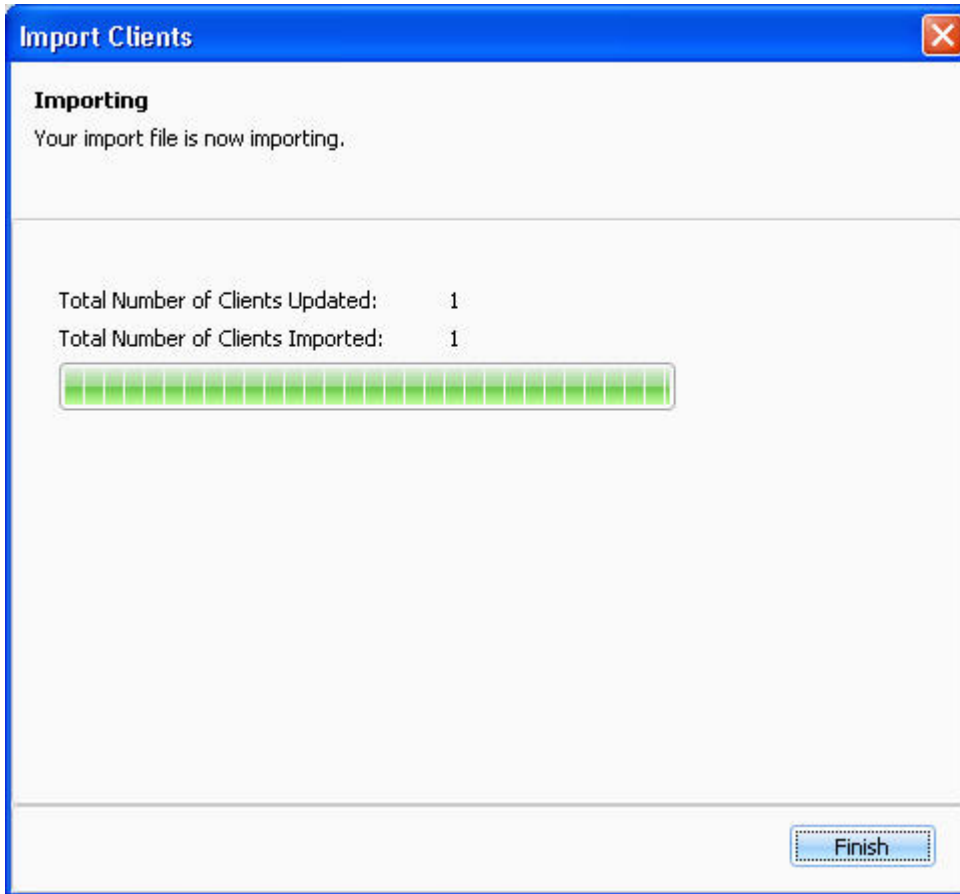 Import Clients
Importing
Your import file is now importing.
Total Number of Clients Updated: 1
Total Number of Clients Imported: 1
Finish